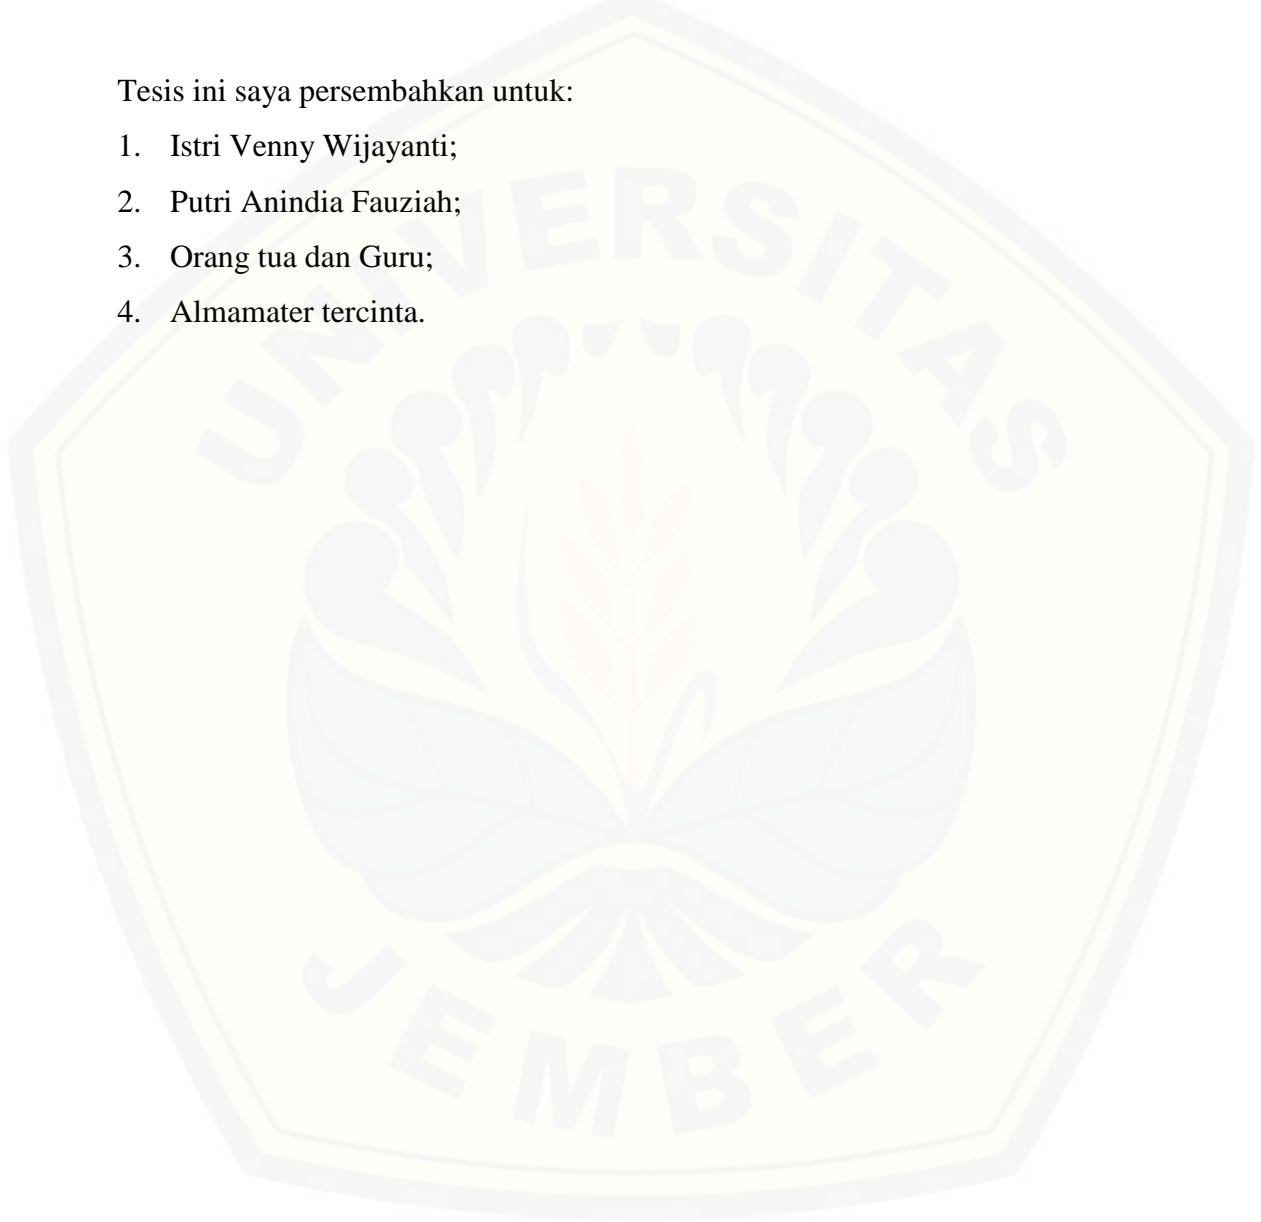 Tesis ini saya persembahkan untuk:
1. Istri Venny Wijayanti;
2. Putri Anindia Fauziah;
3. Orang tua dan Guru;
4. Almamater tercinta.
UNIVERSITAS
JEMBER